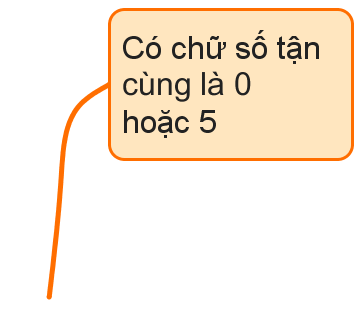 Có chữ số tận
cùng là 0
hoặc 5